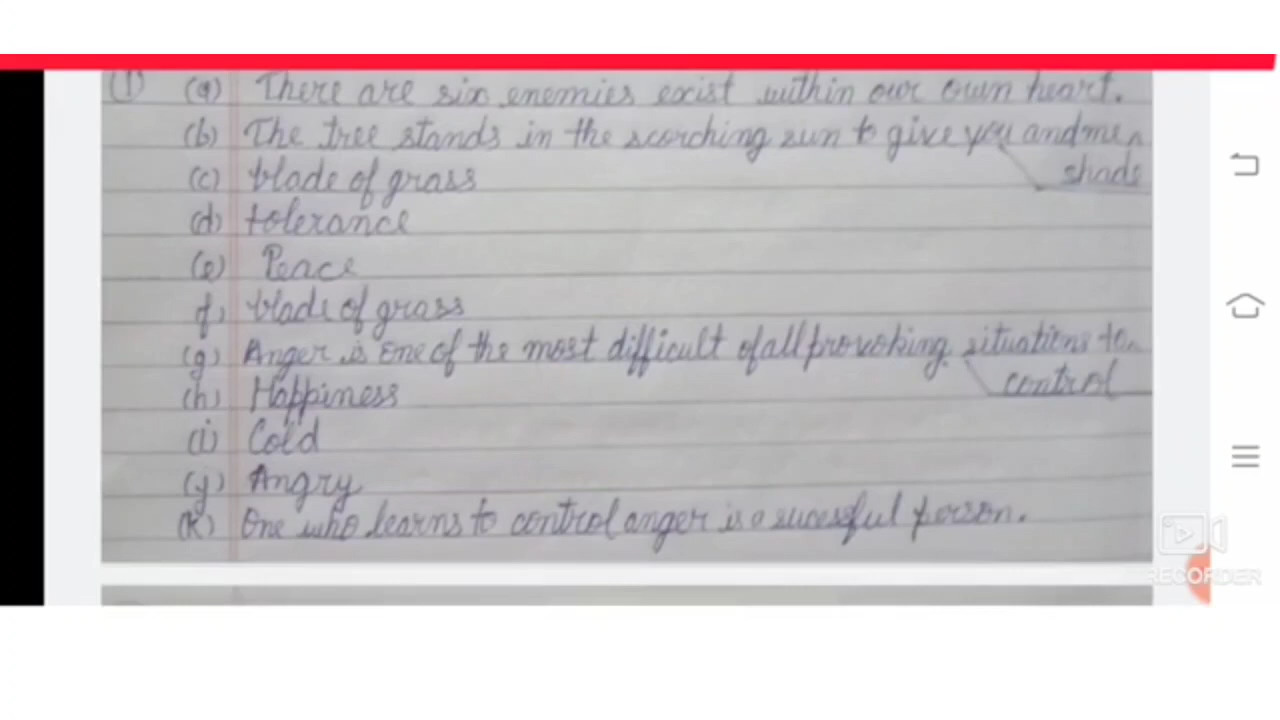 (1) (a) There are six enemies exist within our own heart.
(b) The tree stands in the scorching sun to give you and me
shade
(c) blade of grass
(d) tolerance
(e) Peace
f) blade of grass
(g) Anger is one of the most difficult of all provoking situations to
control
(h) Happiness
(i) Cold
(y) Angry
(K) One who learns to control anger is a sucessful person.
RECORDER